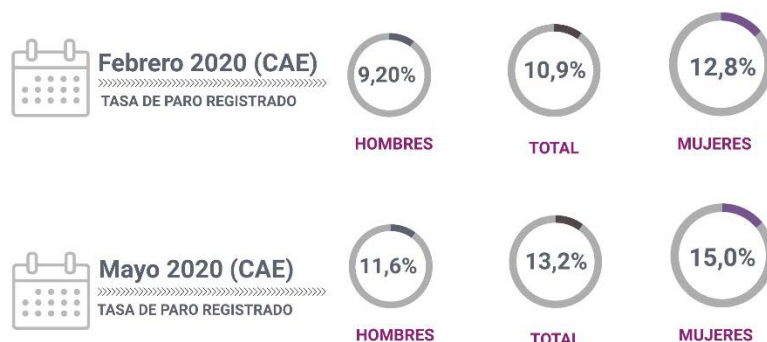 Febrero 2020 (CAE)
TASA DE PARO REGISTRADO
9,20%
HOMBRES
10,9%
TOTAL
12,8%
MUJERES
Mayo 2020 (CAE)
TASA DE PARO REGISTRADO
11,6%
HOMBRES
13,2%
TOTAL
15,0%
MUJERES